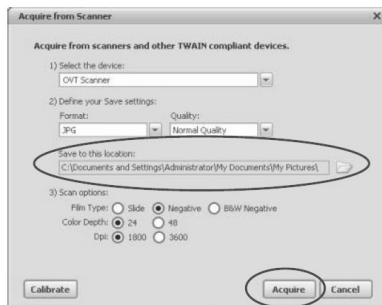 Acquire from Scanner
Acquire from scanners and other TWAIN compliant devices.
1) Select the device:
OVT Scanner
2) Define your Save settings:
Format: Quality:
JPG Normal Quality
Save to this location:
C:\Documents and Settings\Administrator\My Documents\My Pictures\
3) Scan options:
Film Type: Slide Negative B&W Negative
Color Depth: 24 48
Dpi: 1800 3600
Calibrate Acquire Cancel